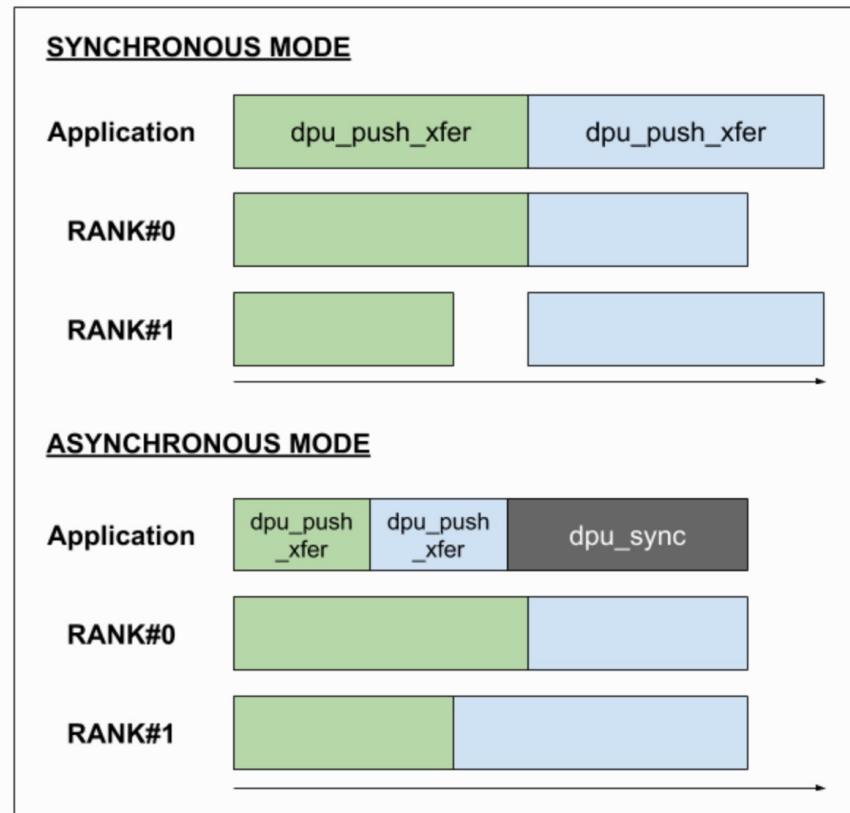 SYNCHRONOUS MODE
Application
dpu_push_xfer
dpu_push_xfer
RANK#0
RANK#1
ASYNCHRONOUS MODE
Application
dpu_push
_xfer
dpu_push
_xfer
dpu_sync
RANK#0
RANK#1